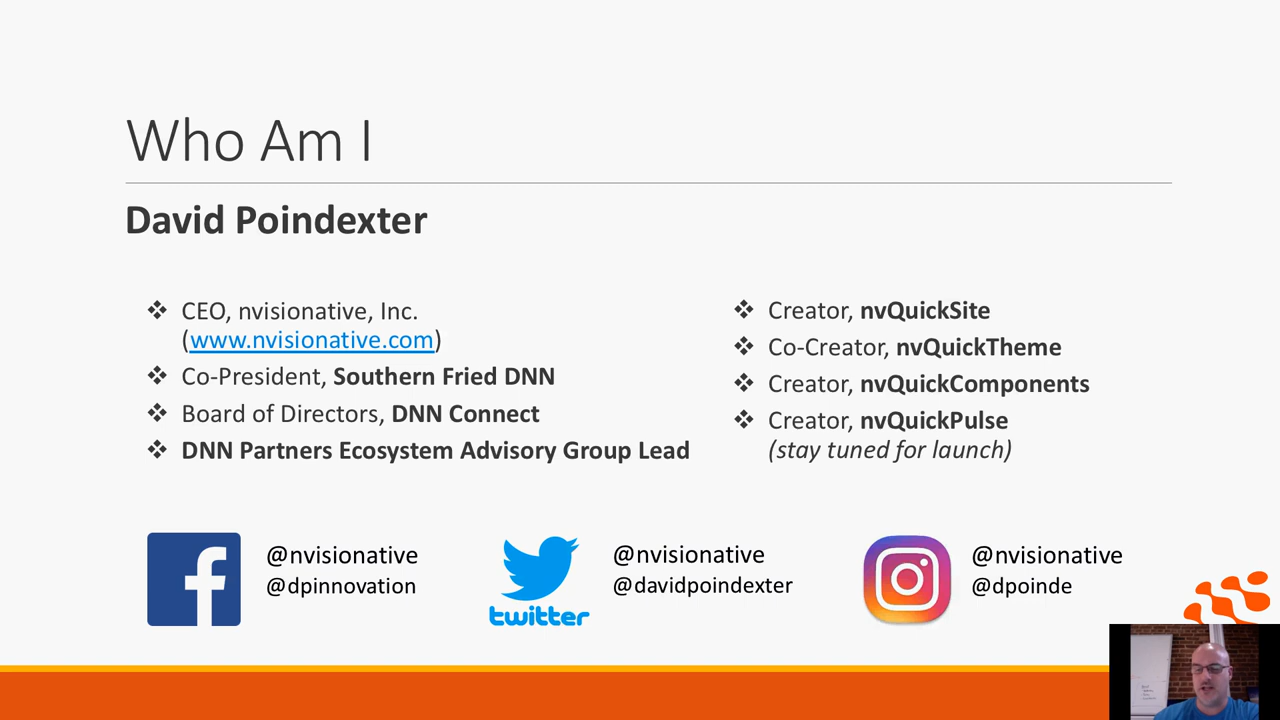 Who Am I
David Poindexter
❖ CEO, nvisionative, Inc.
(www.nvisionative.com)
❖ Co-President, Southern Fried DNN
❖ Board of Directors, DNN Connect
❖ DNN Partners Ecosystem Advisory Group Lead
❖ Creator, nvQuickSite
❖ Co-Creator, nvQuickTheme
❖ Creator, nvQuickComponents
❖ Creator, nvQuickPulse
(stay tuned for launch)
@nvisionative
@dpinnovation
twitter
@nvisionative
@davidpoindexter
@nvisionative
@dpoinde